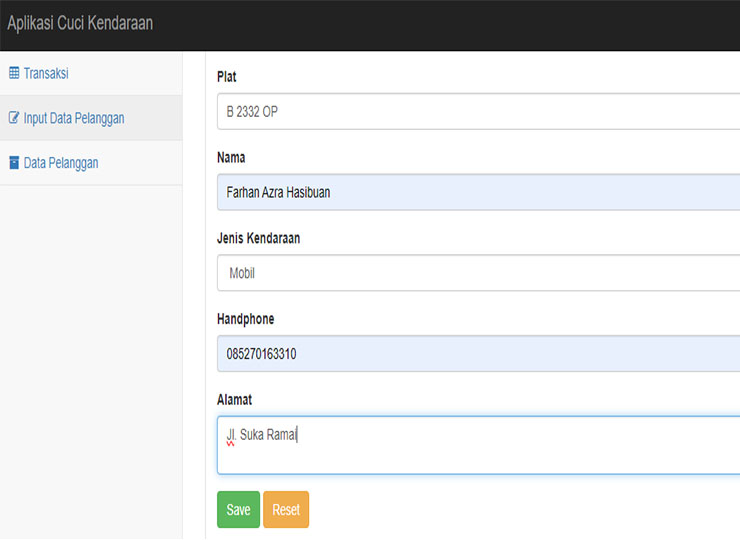 Aplikasi Cuci Kendaraan
Transaksi
Input Data Pelanggan
Data Pelanggan
Plat
B 2332 OP
Nama
Farhan Azra Hasibuan
Jenis Kendaraan
Mobil
Handphone
085270163310
Alamat
Jl. Suka Ramai
Save Reset